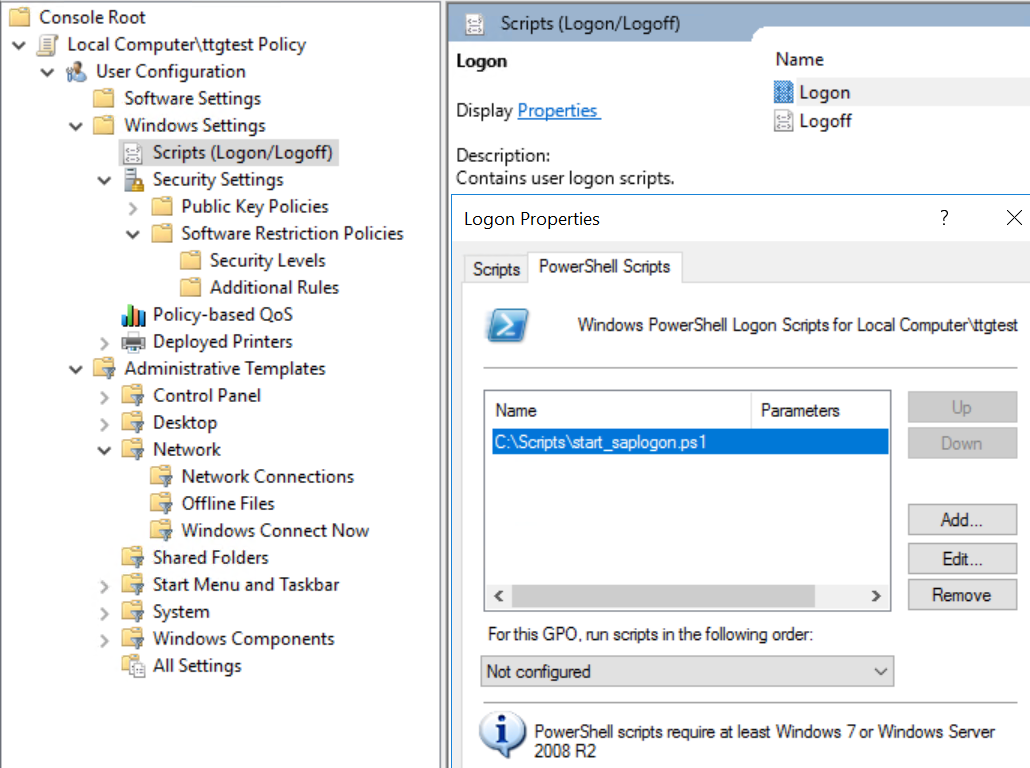 Console Root
Local Computer\ttgtest Policy
User Configuration
Software Settings
Windows Settings
Scripts (Logon/Logoff)
Security Settings
Public Key Policies
Software Restriction Policies
Security Levels
Additional Rules
Policy-based QoS
Deployed Printers
Administrative Templates
Control Panel
Desktop
Network
Network Connections
Offline Files
Windows Connect Now
Shared Folders
Start Menu and Taskbar
System
Windows Components
All Settings
Scripts (Logon/Logoff)
Logon
Display Properties
Description:
Contains user logon scripts.
Name
Logon
Logoff
Logon Properties
?
Scripts
PowerShell Scripts
Windows PowerShell Logon Scripts for Local Computer\ttgtest
Name Parameters
C:\Scripts\start_saplogon.ps1
Up
Down
Add...
Edit...
Remove
For this GPO, run scripts in the following order:
Not configured
PowerShell scripts require at least Windows 7 or Windows Server
2008 R2